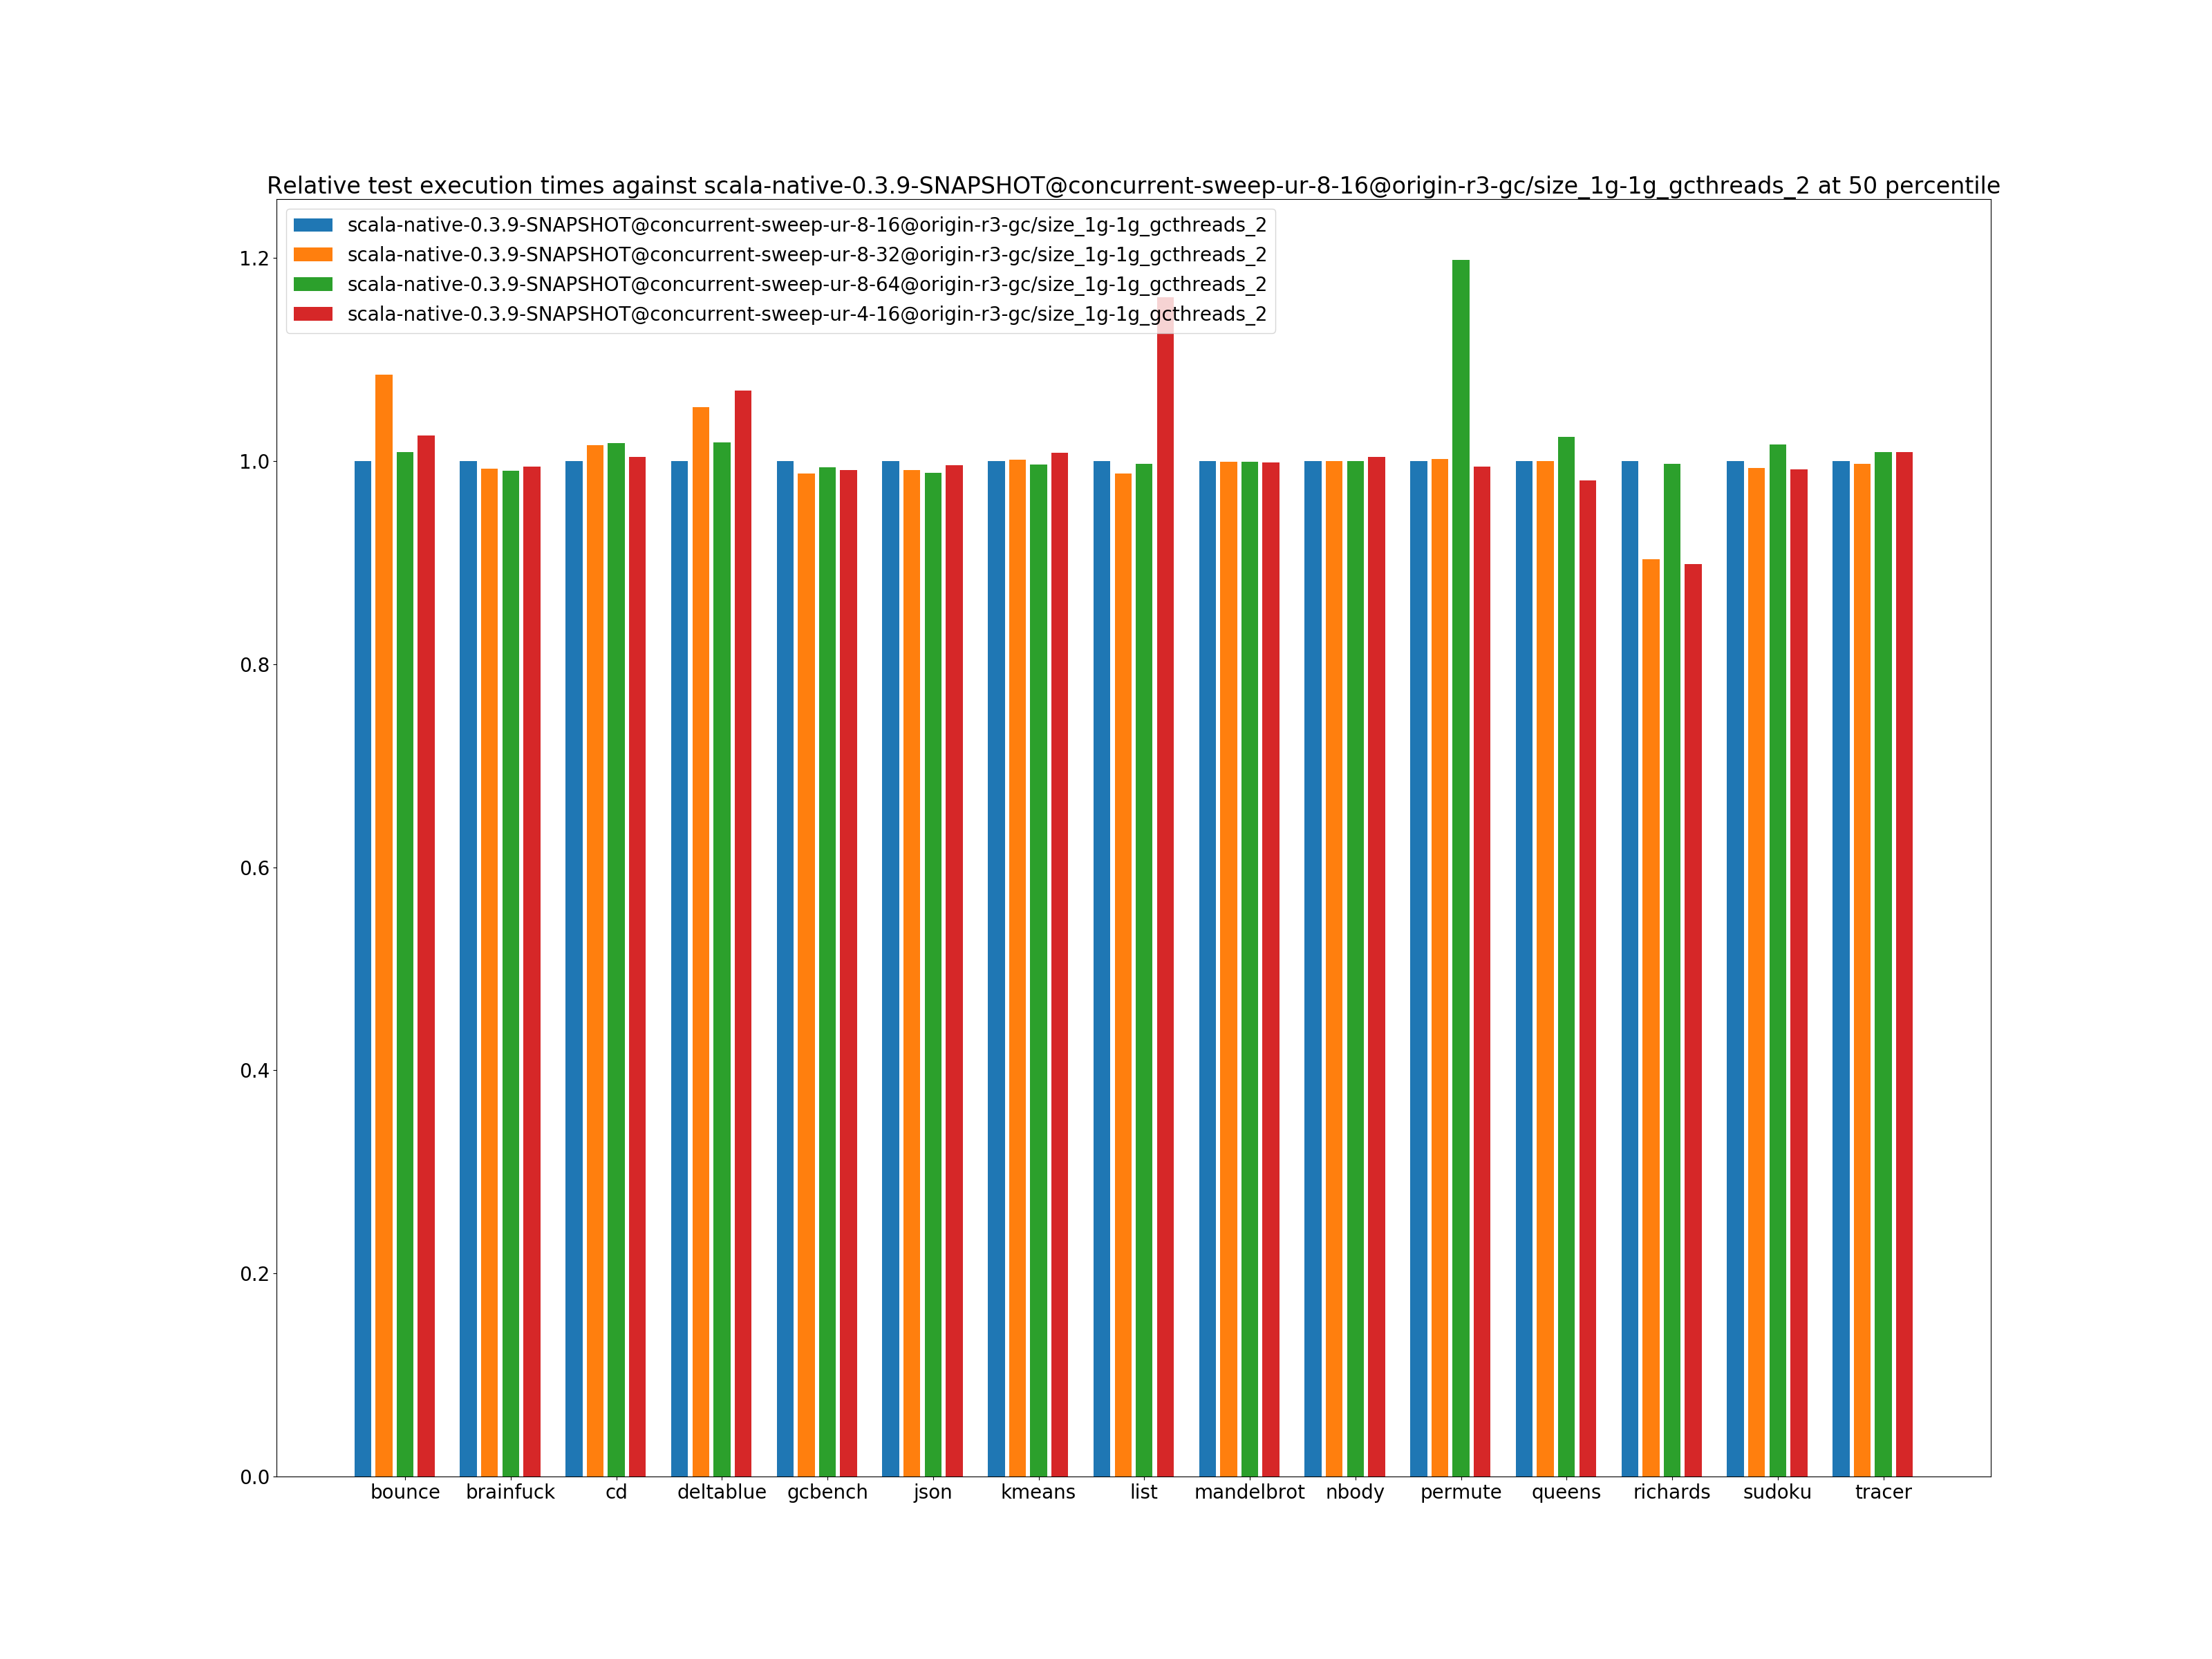 Relative test execution times against scala-native-0.3.9-SNAPSHOT@concurrent-sweep-ur-8-16@origin-r3-gc/size_1g-1g_gcthreads_2 at 50 percentile
scala-native-0.3.9-SNAPSHOT@concurrent-sweep-ur-8-16@origin-r3-gc/size_1g-1g_gcthreads_2
scala-native-0.3.9-SNAPSHOT@concurrent-sweep-ur-8-32@origin-r3-gc/size_1g-1g_gcthreads_2
scala-native-0.3.9-SNAPSHOT@concurrent-sweep-ur-8-64@origin-r3-gc/size_1g-1g_gcthreads_2
scala-native-0.3.9-SNAPSHOT@concurrent-sweep-ur-4-16@origin-r3-gc/size_1g-1g_gcthreads_2
1.2
1.0
0.8
0.6
0.4
0.2
0.0
bounce brainfuck cd deltablue gcbench json kmeans list mandelbrot nbody permute queens richards sudoku tracer